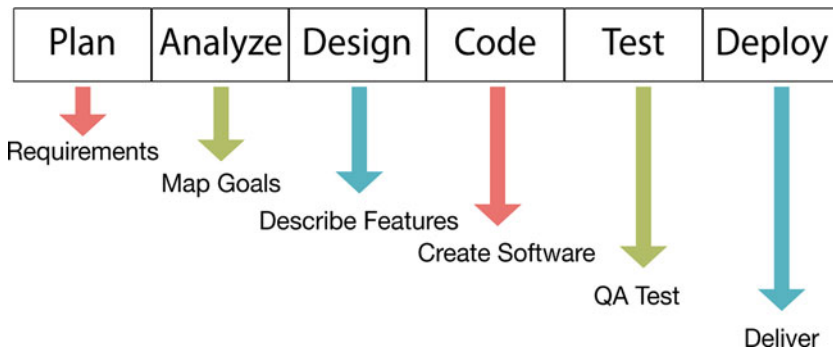 Plan Analyze Design Code Test Deploy
Requirements
Map Goals
Describe Features
Create Software
QA Test
Deliver